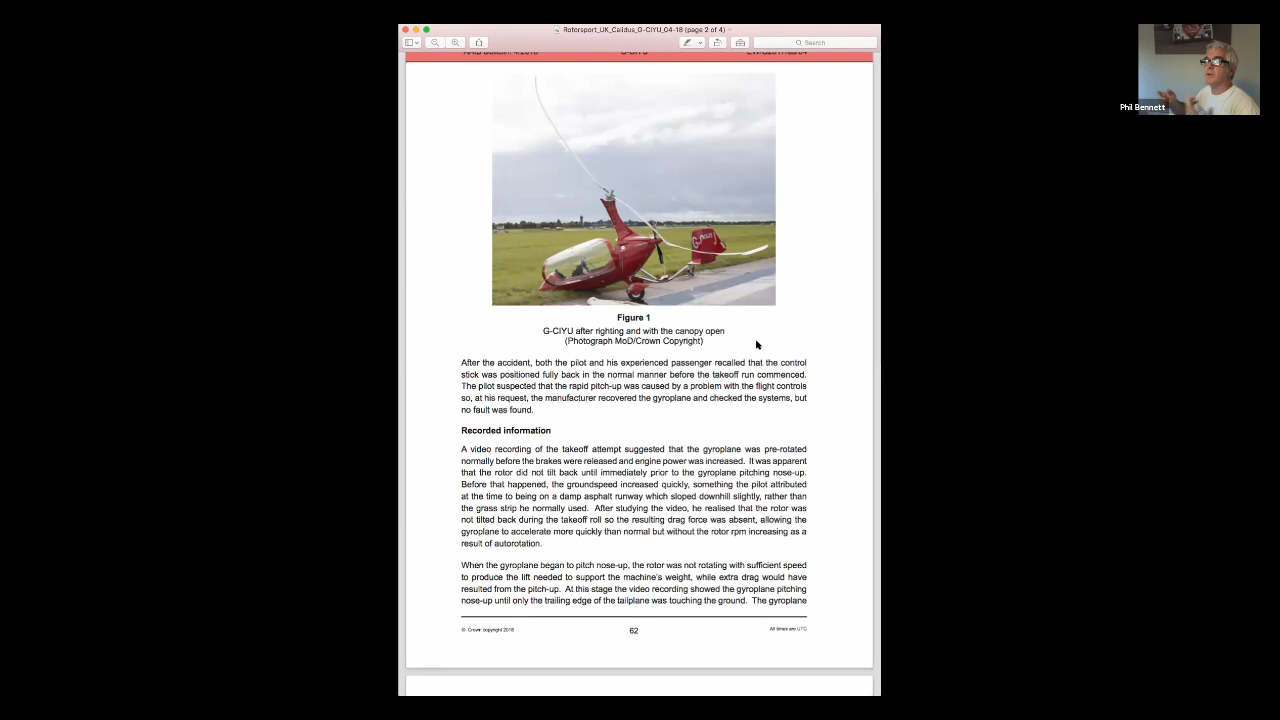 Rotorsport_UK_Calidus_G-CIYU_04-18 (page 2 of 4)
Search
Phil Bennett
Figure 1
G-CIYU after righting and with the canopy open
(Photograph MoD/Crown Copyright)
After the accident, both the pilot and his experienced passenger recalled that the control
stick was positioned fully back in the normal manner before the takeoff run commenced.
The pilot suspected that the rapid pitch-up was caused by a problem with the flight controls
so, at his request, the manufacturer recovered the gyroplane and checked the systems, but
no fault was found.
Recorded information
A video recording of the takeoff attempt suggested that the gyroplane was pre-rotated
normally before the brakes were released and engine power was increased. It was apparent
that the rotor did not tilt back until immediately prior to the gyroplane pitching nose-up.
Before that happened, the groundspeed increased quickly, something the pilot attributed
at the time to being on a damp asphalt runway which sloped downhill slightly, rather than
the grass strip he normally used. After studying the video, he realised that the rotor was
not tilted back during the takeoff roll so the resulting drag force was absent, allowing the
gyroplane to accelerate more quickly than normal but without the rotor rpm increasing as a
result of autorotation.
When the gyroplane began to pitch nose-up, the rotor was not rotating with sufficient speed
to produce the lift needed to support the machine's weight, while extra drag would have
resulted from the pitch-up. At this stage the video recording showed the gyroplane pitching
nose-up until only the trailing edge of the tailplane was touching the ground. The gyroplane
© Crown copyright 2018
62
All times are UTC